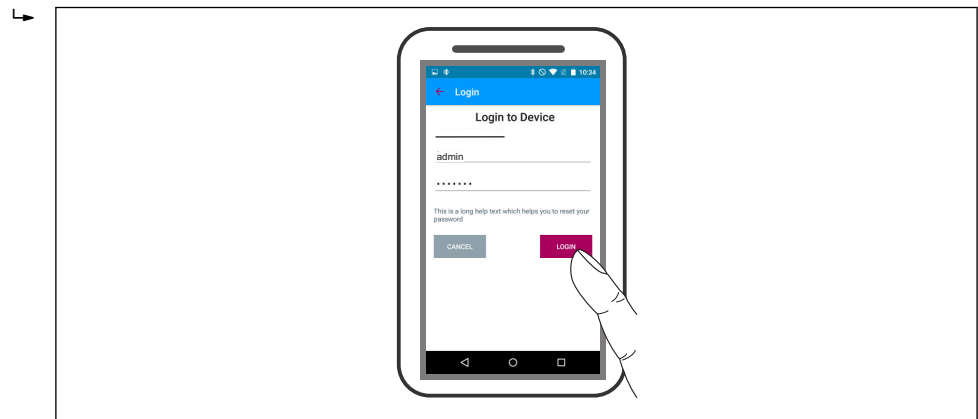 10:34
Login
Login to Device
admin
•••••••
This is a long help text which helps you to reset your
password
CANCEL LOGIN